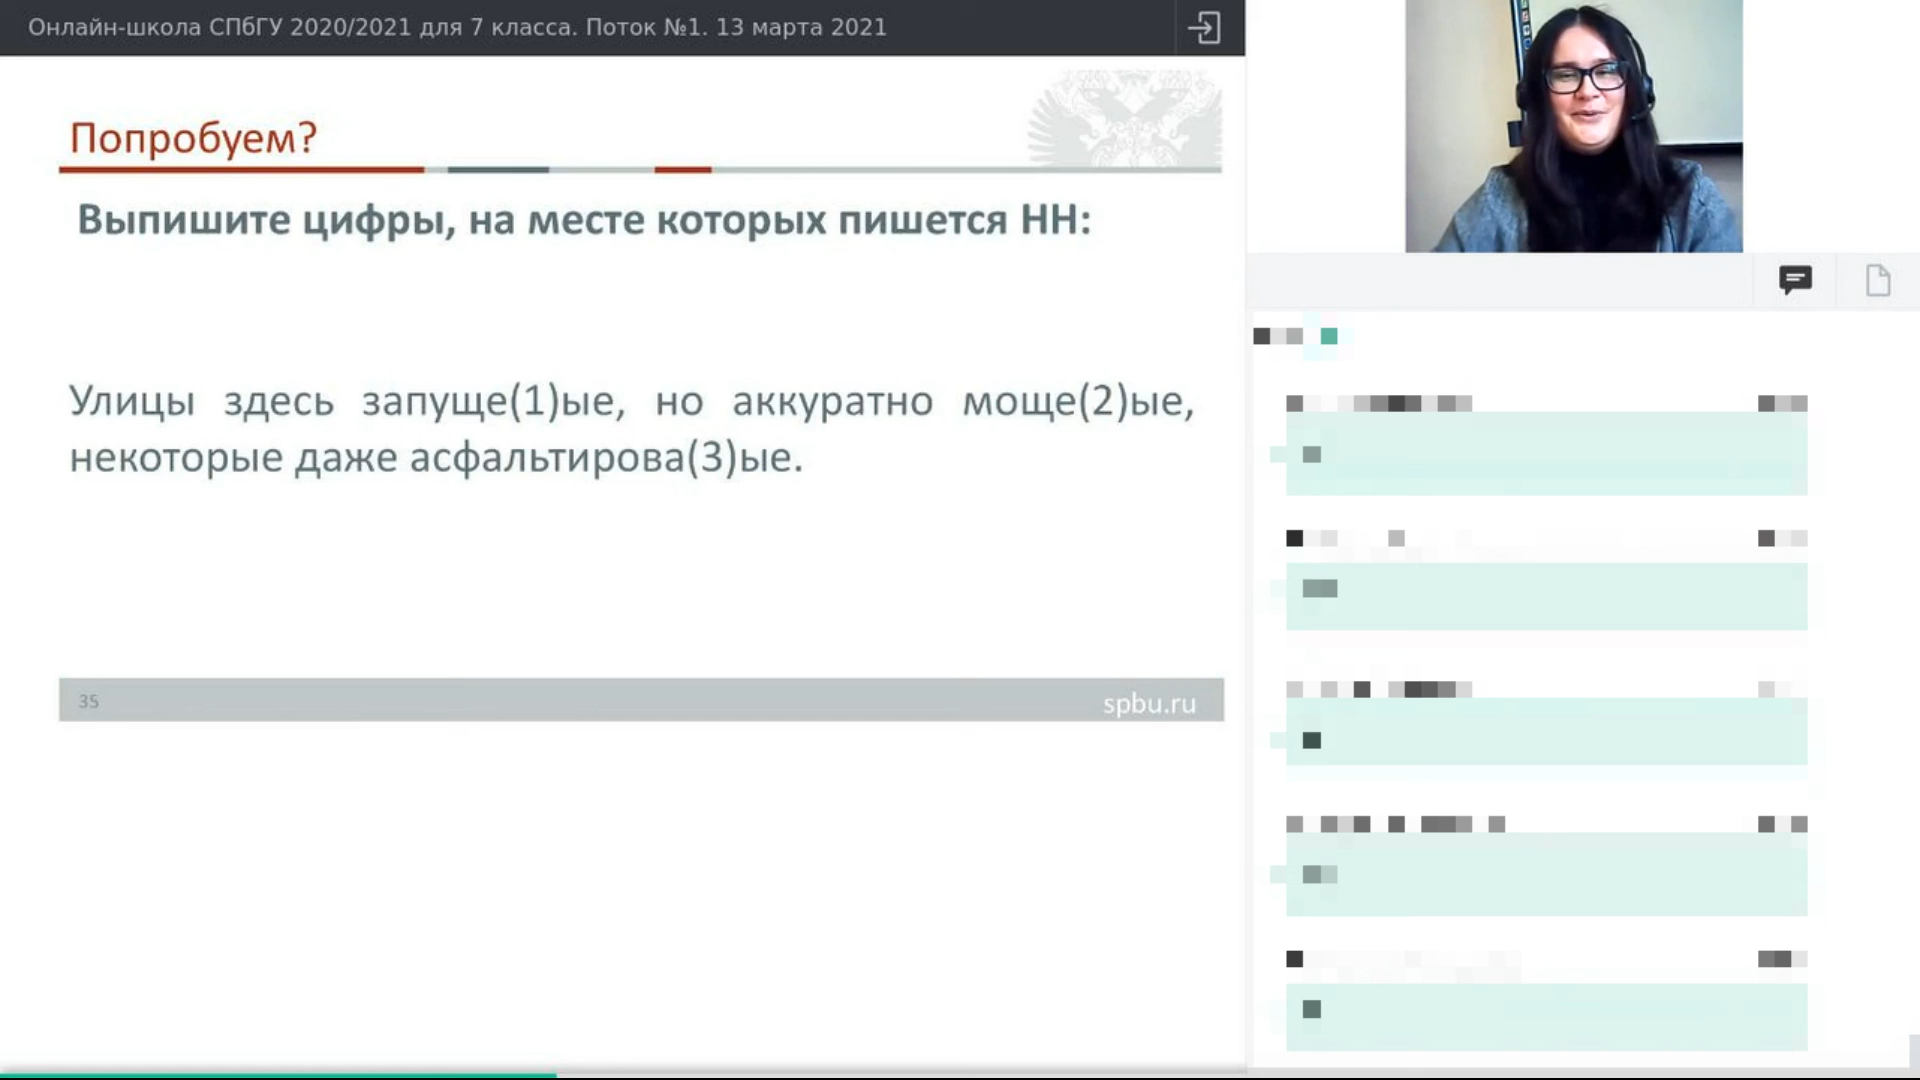 Онлайн-школа СПбГУ 2020/2021 для 7 класса. Поток №1. 13 марта 2021
Попробуем?
Выпишите цифры, на месте которых пишется НН:
Улицы здесь запуще(1)ые, но аккуратно моще(2)ые,
некоторые даже асфальтирова(3)ые.
35
spbu.ru